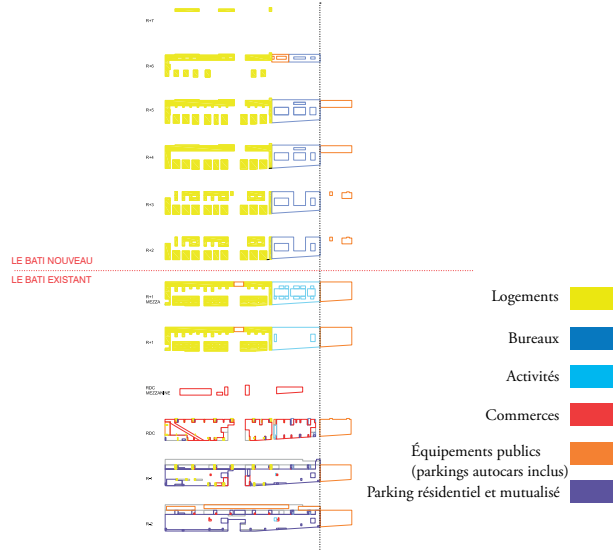 R+7
R+6
R+5
R+4
R+3
R+2
LE BATI NOUVEAU
LE BATI EXISTANT
R+1
MEZZA
R+1
RDC
MEZZANINE
RDC
R-1
R-2
Logements
Bureaux
Activités
Commerces
Équipements publics
(parkings autocars inclus)
Parking résidentiel et mutualisé